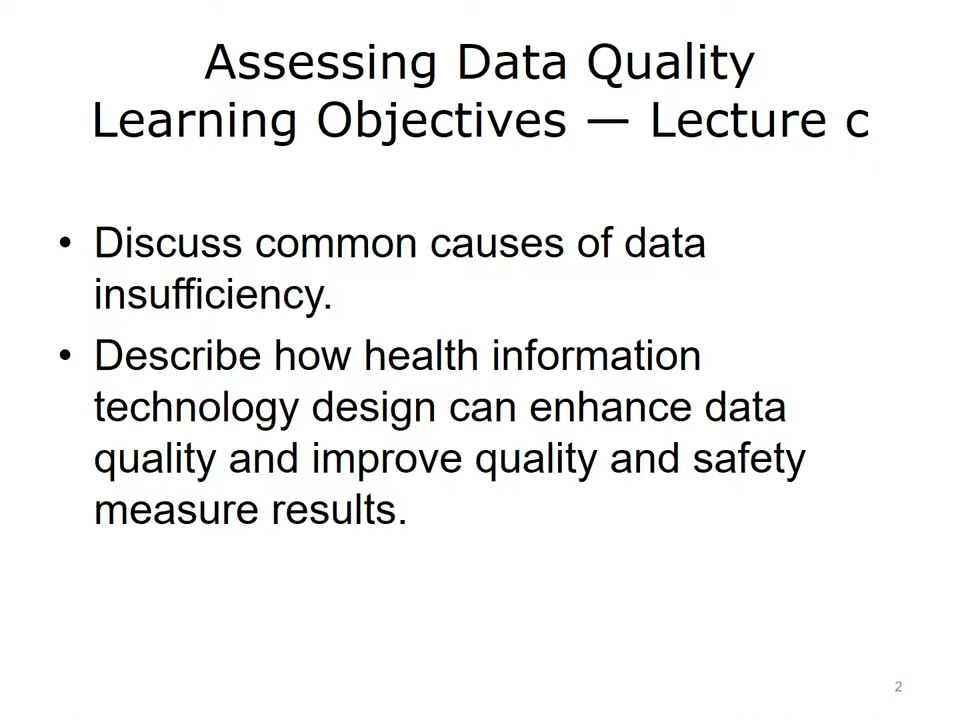 Assessing Data Quality
Learning Objectives — Lecture c
• Discuss common causes of data
insufficiency.
• Describe how health information
technology design can enhance data
quality and improve quality and safety
measure results.
2